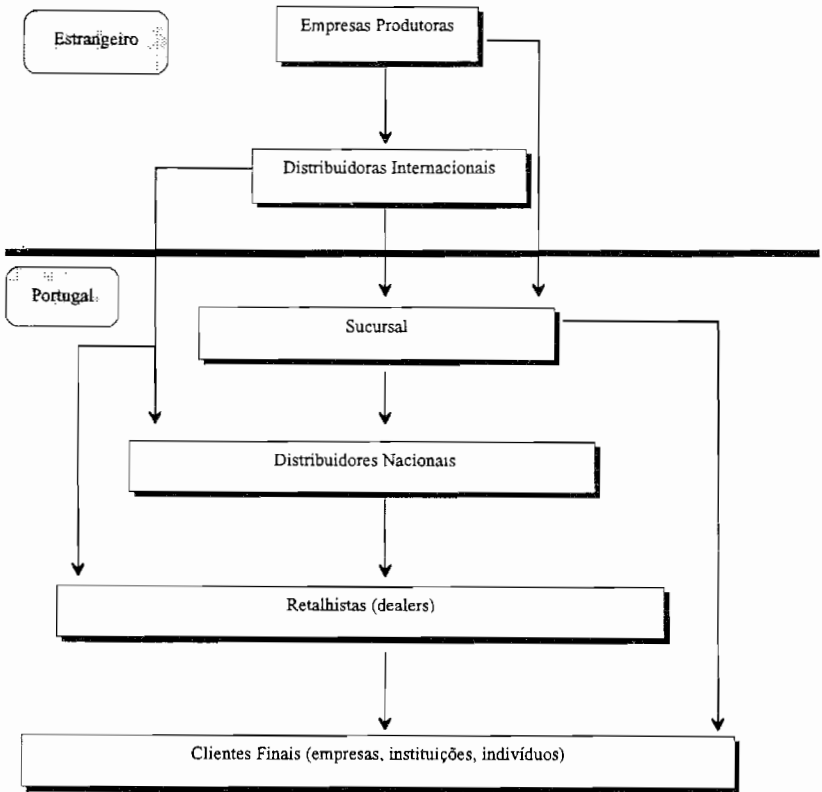 Estrangeiro
Empresas Produtoras
Distribuidoras Internacionais
Portugal
Sucursal
Distribuidores Nacionais
Retalhistas (dealers)
Clientes Finais (empresas, instituições, indivíduos)